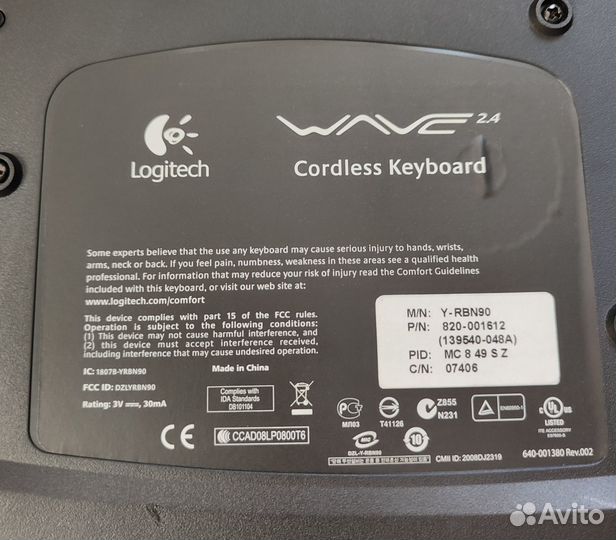 Logitech
WAVE 2.4
Cordless Keyboard
Some experts believe that the use any keyboard may cause serious injury to hands, wrists,
arms, neck or back. If you feel pain, numbness, weakness in these areas see a qualified health
professional. For information that may reduce your risk of injury read the Comfort Guidelines
included with this keyboard, or visit our web site at:
www.logitech.com/comfort
This device complies with part 15 of the FCC rules.
Operation is subject to the following conditions:
(1) This device may not cause harmful interference, and
(2) this device must accept interference received,
including interference that may cause undesired operation.
IC: 1807B-YRBN90
Made in China
FCC ID: DZLYRBN90
Rating: 3V 30mA
M/N: Y-RBN90
P/N: 820-001612
(139540-048A)
PID: MC 8 49 S Z
C/N: 07406
Complies with
IDA Standards
DB101104
CE
CCAD08LP0800T6
МЛ03
T41126
Z855
N231
10
DZL-Y-RBN90
UL
LISTED
CMII ID: 2008DJ2319
640-001380 Rev.002
Avito